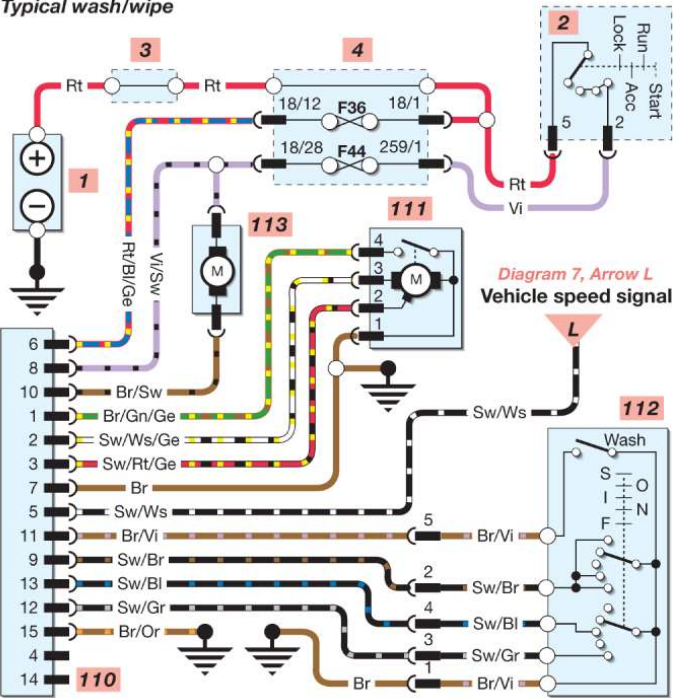 Typical wash/wipe
3
4
2
Lock
Run
Acc
Start
Rt
Rt
18/12
F36
18/1
18/28
F44
259/1
5
2
1
Rt
Vi
113
111
Rt/Bl/Ge
Vi/Sw
M
4
3
2
1
M
Diagram 7, Arrow L
Vehicle speed signal
L
6
8
10
Br/Sw
1
Br/Gn/Ge
Sw/Ws
112
2
Sw/Ws/Ge
Wash
3
Sw/Rt/Ge
S
I
F
O
N
7
Br
5
Sw/Ws
11
Br/Vi
5
Br/Vi
9
Sw/Br
2
Sw/Br
13
Sw/Bl
4
Sw/Bl
12
Sw/Gr
3
Sw/Gr
15
Br/Or
4
1
14
110
Br
Br/Vi